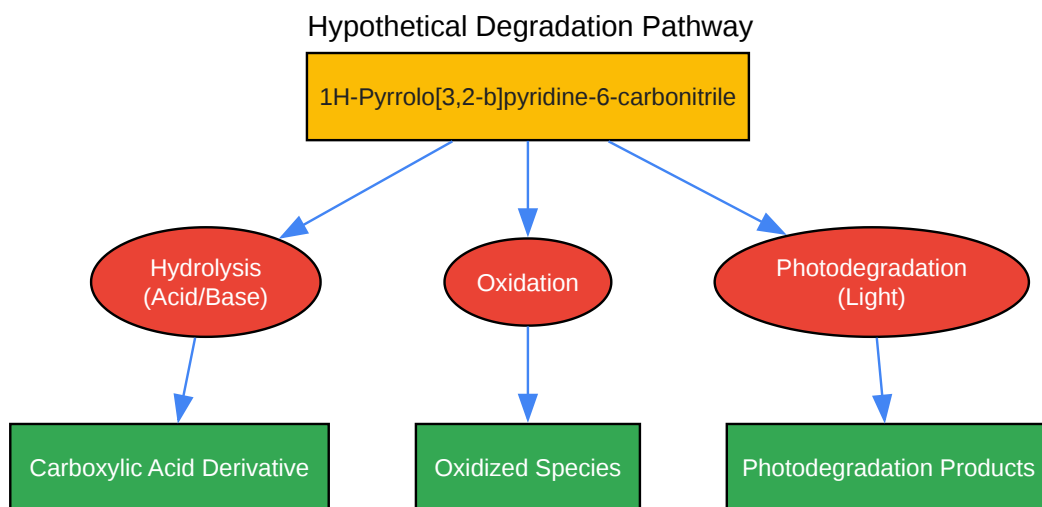 Hypothetical Degradation Pathway
1H-Pyrrolo[3,2-b]pyridine-6-carbonitrile
Hydrolysis
(Acid/Base)
Oxidation
Photodegradation
(Light)
Carboxylic Acid Derivative
Oxidized Species
Photodegradation Products